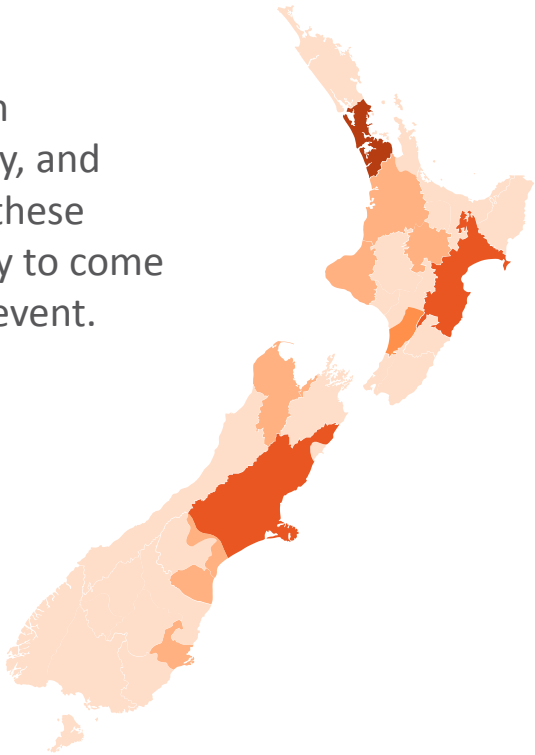 y, and
these
y to come
event.